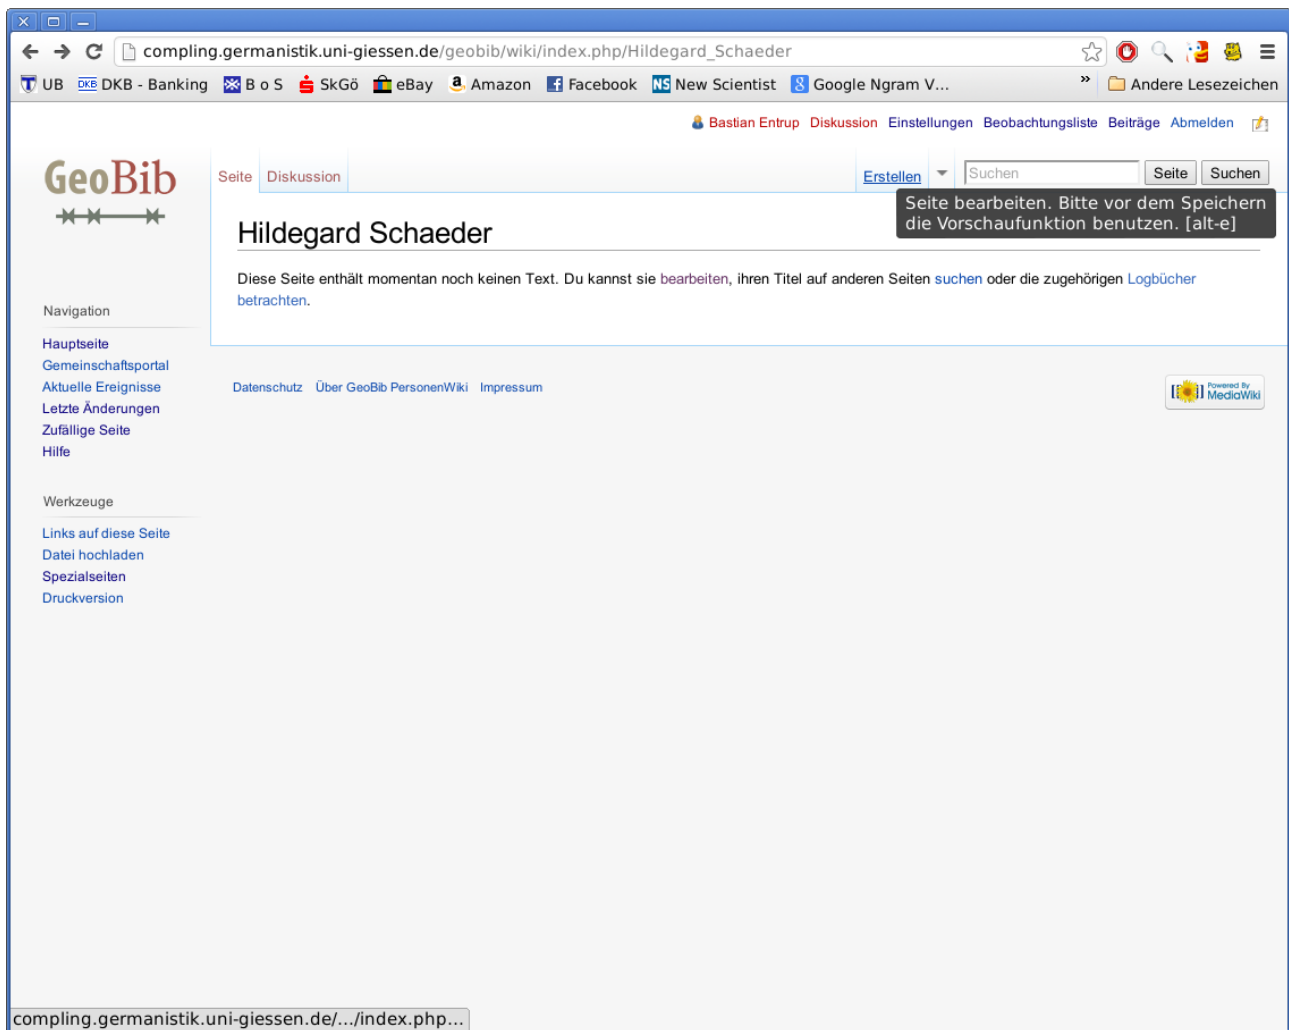 compling.germanistik.uni-giessen.de/geobib/wiki/index.php/Hildegard_Schaeder
UB DKB DKB - Banking B o S SkGö eBay a Amazon Facebook NS New Scientist 8 Google Ngram V... » Andere Lesezeichen
Bastian Entrup Diskussion Einstellungen Beobachtungsliste Beiträge Abmelden
GeoBib
Seite Diskussion Erstellen Suchen Seite Suchen
Seite bearbeiten. Bitte vor dem Speichern
die Vorschaufunktion benutzen. [alt-e]
Hildegard Schaeder
Diese Seite enthält momentan noch keinen Text. Du kannst sie bearbeiten, ihren Titel auf anderen Seiten suchen oder die zugehörigen Logbücher
betrachten.
Navigation
Hauptseite
Gemeinschaftsportal
Aktuelle Ereignisse
Letzte Änderungen
Zufällige Seite
Hilfe
Werkzeuge
Links auf diese Seite
Datei hochladen
Spezialseiten
Druckversion
Datenschutz Über GeoBib PersonenWiki Impressum
Powered By
MediaWiki
compling.germanistik.uni-giessen.de/.../index.php...